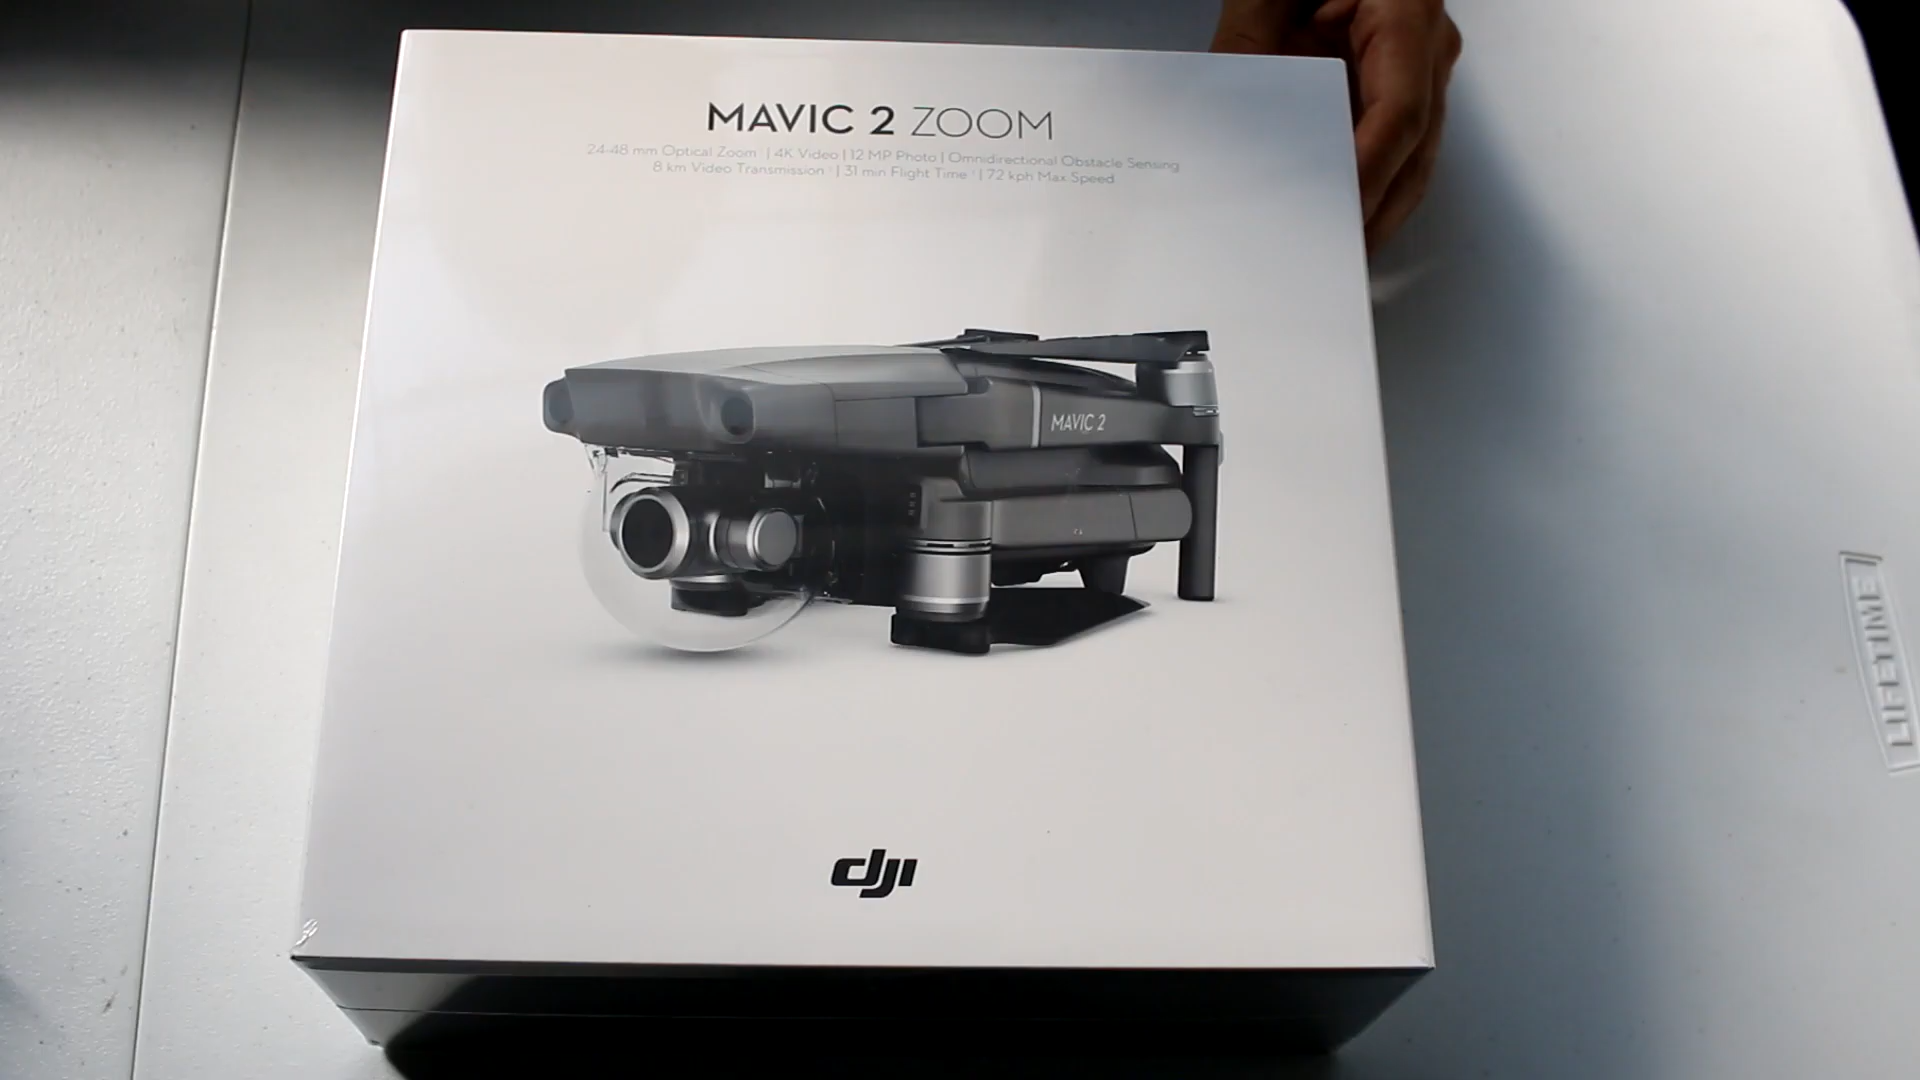 MAVIC 2 ZOOM
24-48 mm Optical Zoom | 4K Video | 12 MP Photo | Omnidirectional Obstacle Sensing
8 km Video Transmission | 31 min Flight Time | 72 kph Max Speed
MAVIC 2
dji
LIFETIME